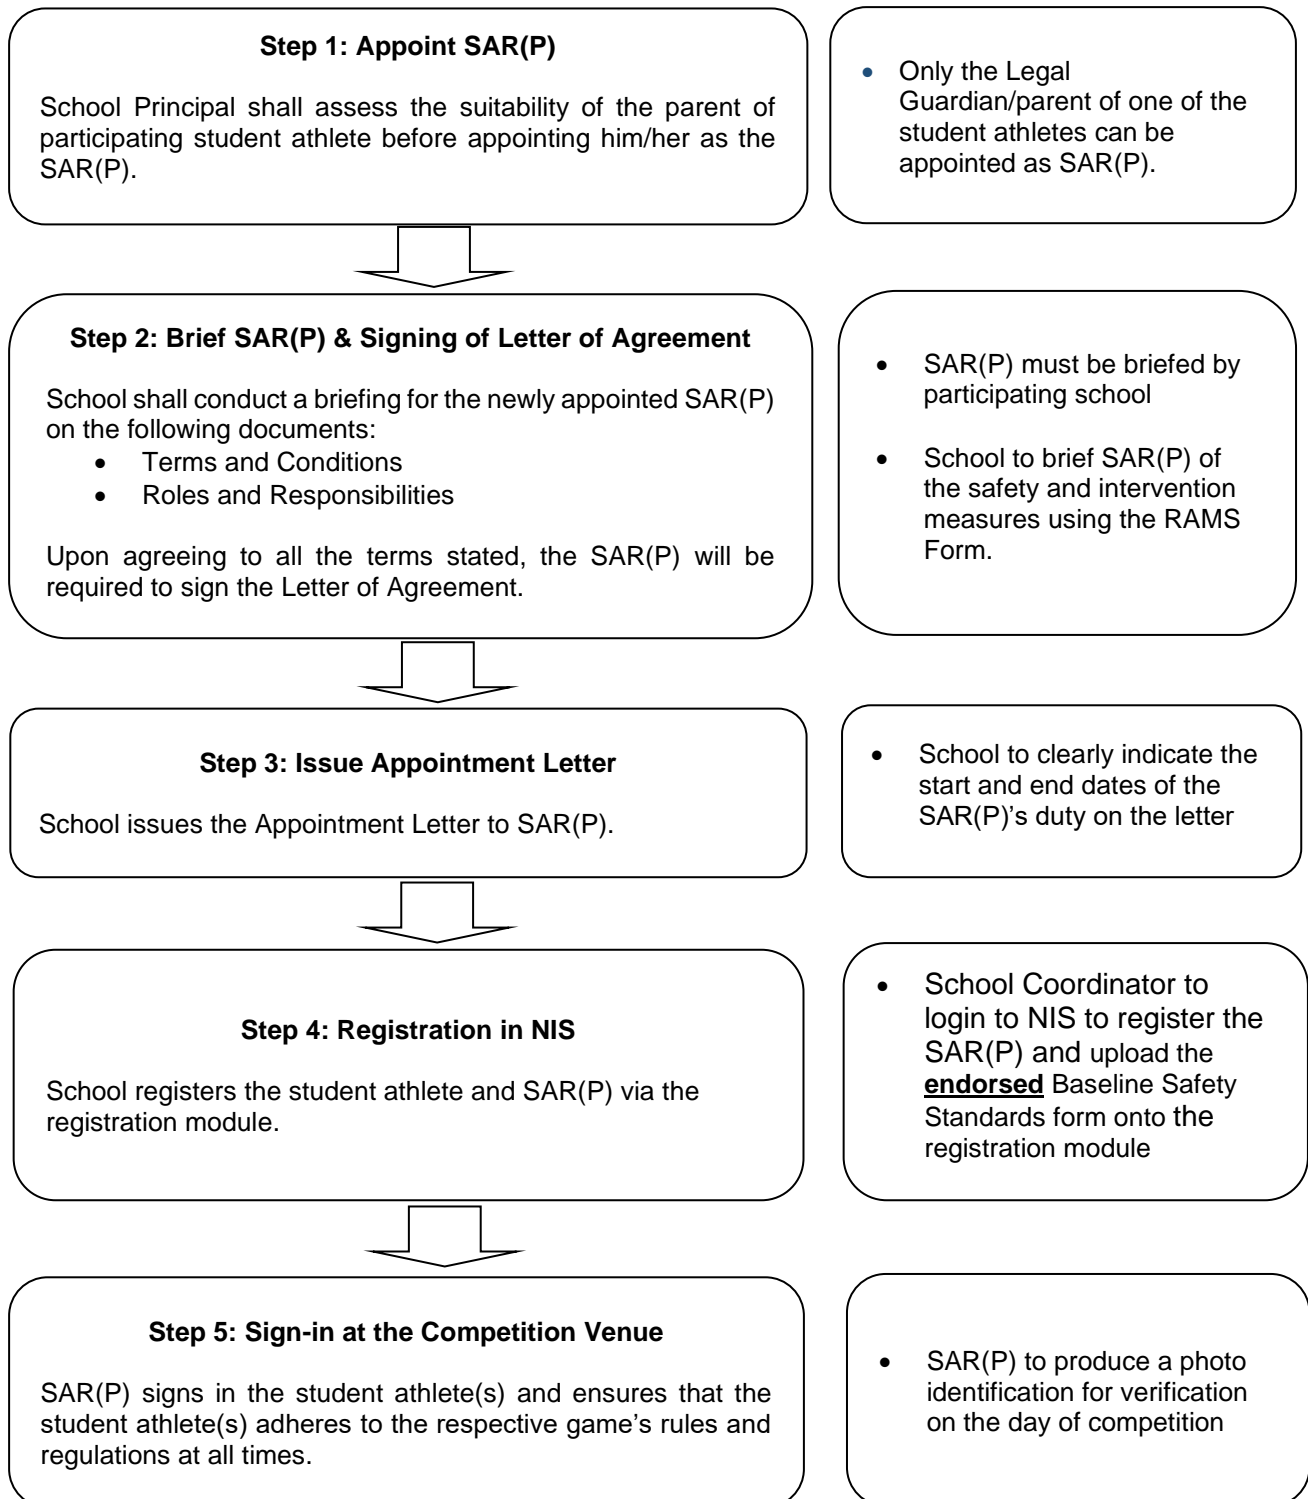 Step 1: Appoint SAR(P)
School Principal shall assess the suitability of the parent of
participating student athlete before appointing him/her as the
SAR(P).
• Only the Legal
Guardian/parent of one of the
student athletes can be
appointed as SAR(P).
Step 2: Brief SAR(P) & Signing of Letter of Agreement
School shall conduct a briefing for the newly appointed SAR(P)
on the following documents:
• Terms and Conditions
• Roles and Responsibilities
Upon agreeing to all the terms stated, the SAR(P) will be
required to sign the Letter of Agreement.
• SAR(P) must be briefed by
participating school
• School to brief SAR(P) of
the safety and intervention
measures using the RAMS
Form.
Step 3: Issue Appointment Letter
School issues the Appointment Letter to SAR(P).
• School to clearly indicate the
start and end dates of the
SAR(P)’s duty on the letter
Step 4: Registration in NIS
School registers the student athlete and SAR(P) via the
registration module.
• School Coordinator to
login to NIS to register the
SAR(P) and upload the
endorsed Baseline Safety
Standards form onto the
registration module
Step 5: Sign-in at the Competition Venue
SAR(P) signs in the student athlete(s) and ensures that the
student athlete(s) adheres to the respective game’s rules and
regulations at all times.
• SAR(P) to produce a photo
identification for verification
on the day of competition